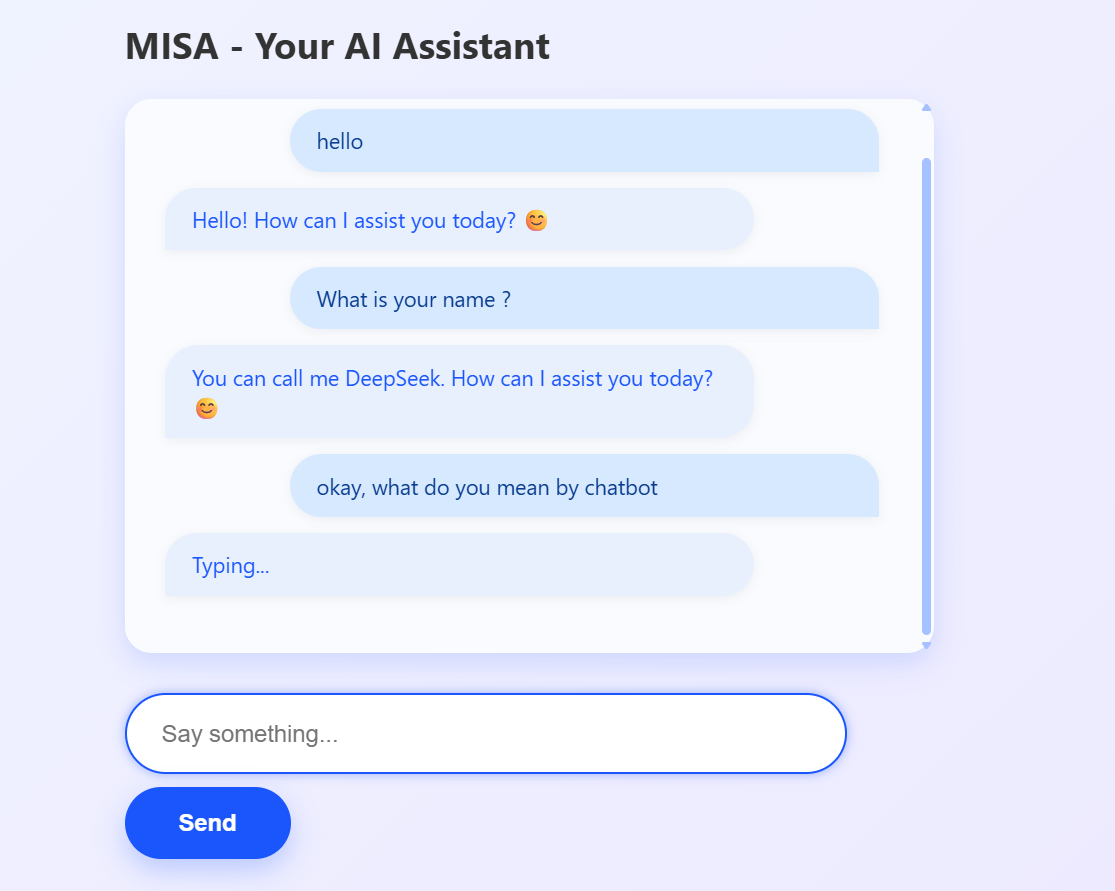 MISA - Your AI Assistant
hello
Hello! How can I assist you today? 😊
What is your name ?
You can call me DeepSeek. How can I assist you today?
😊
okay, what do you mean by chatbot
Typing...
Say something...
Send